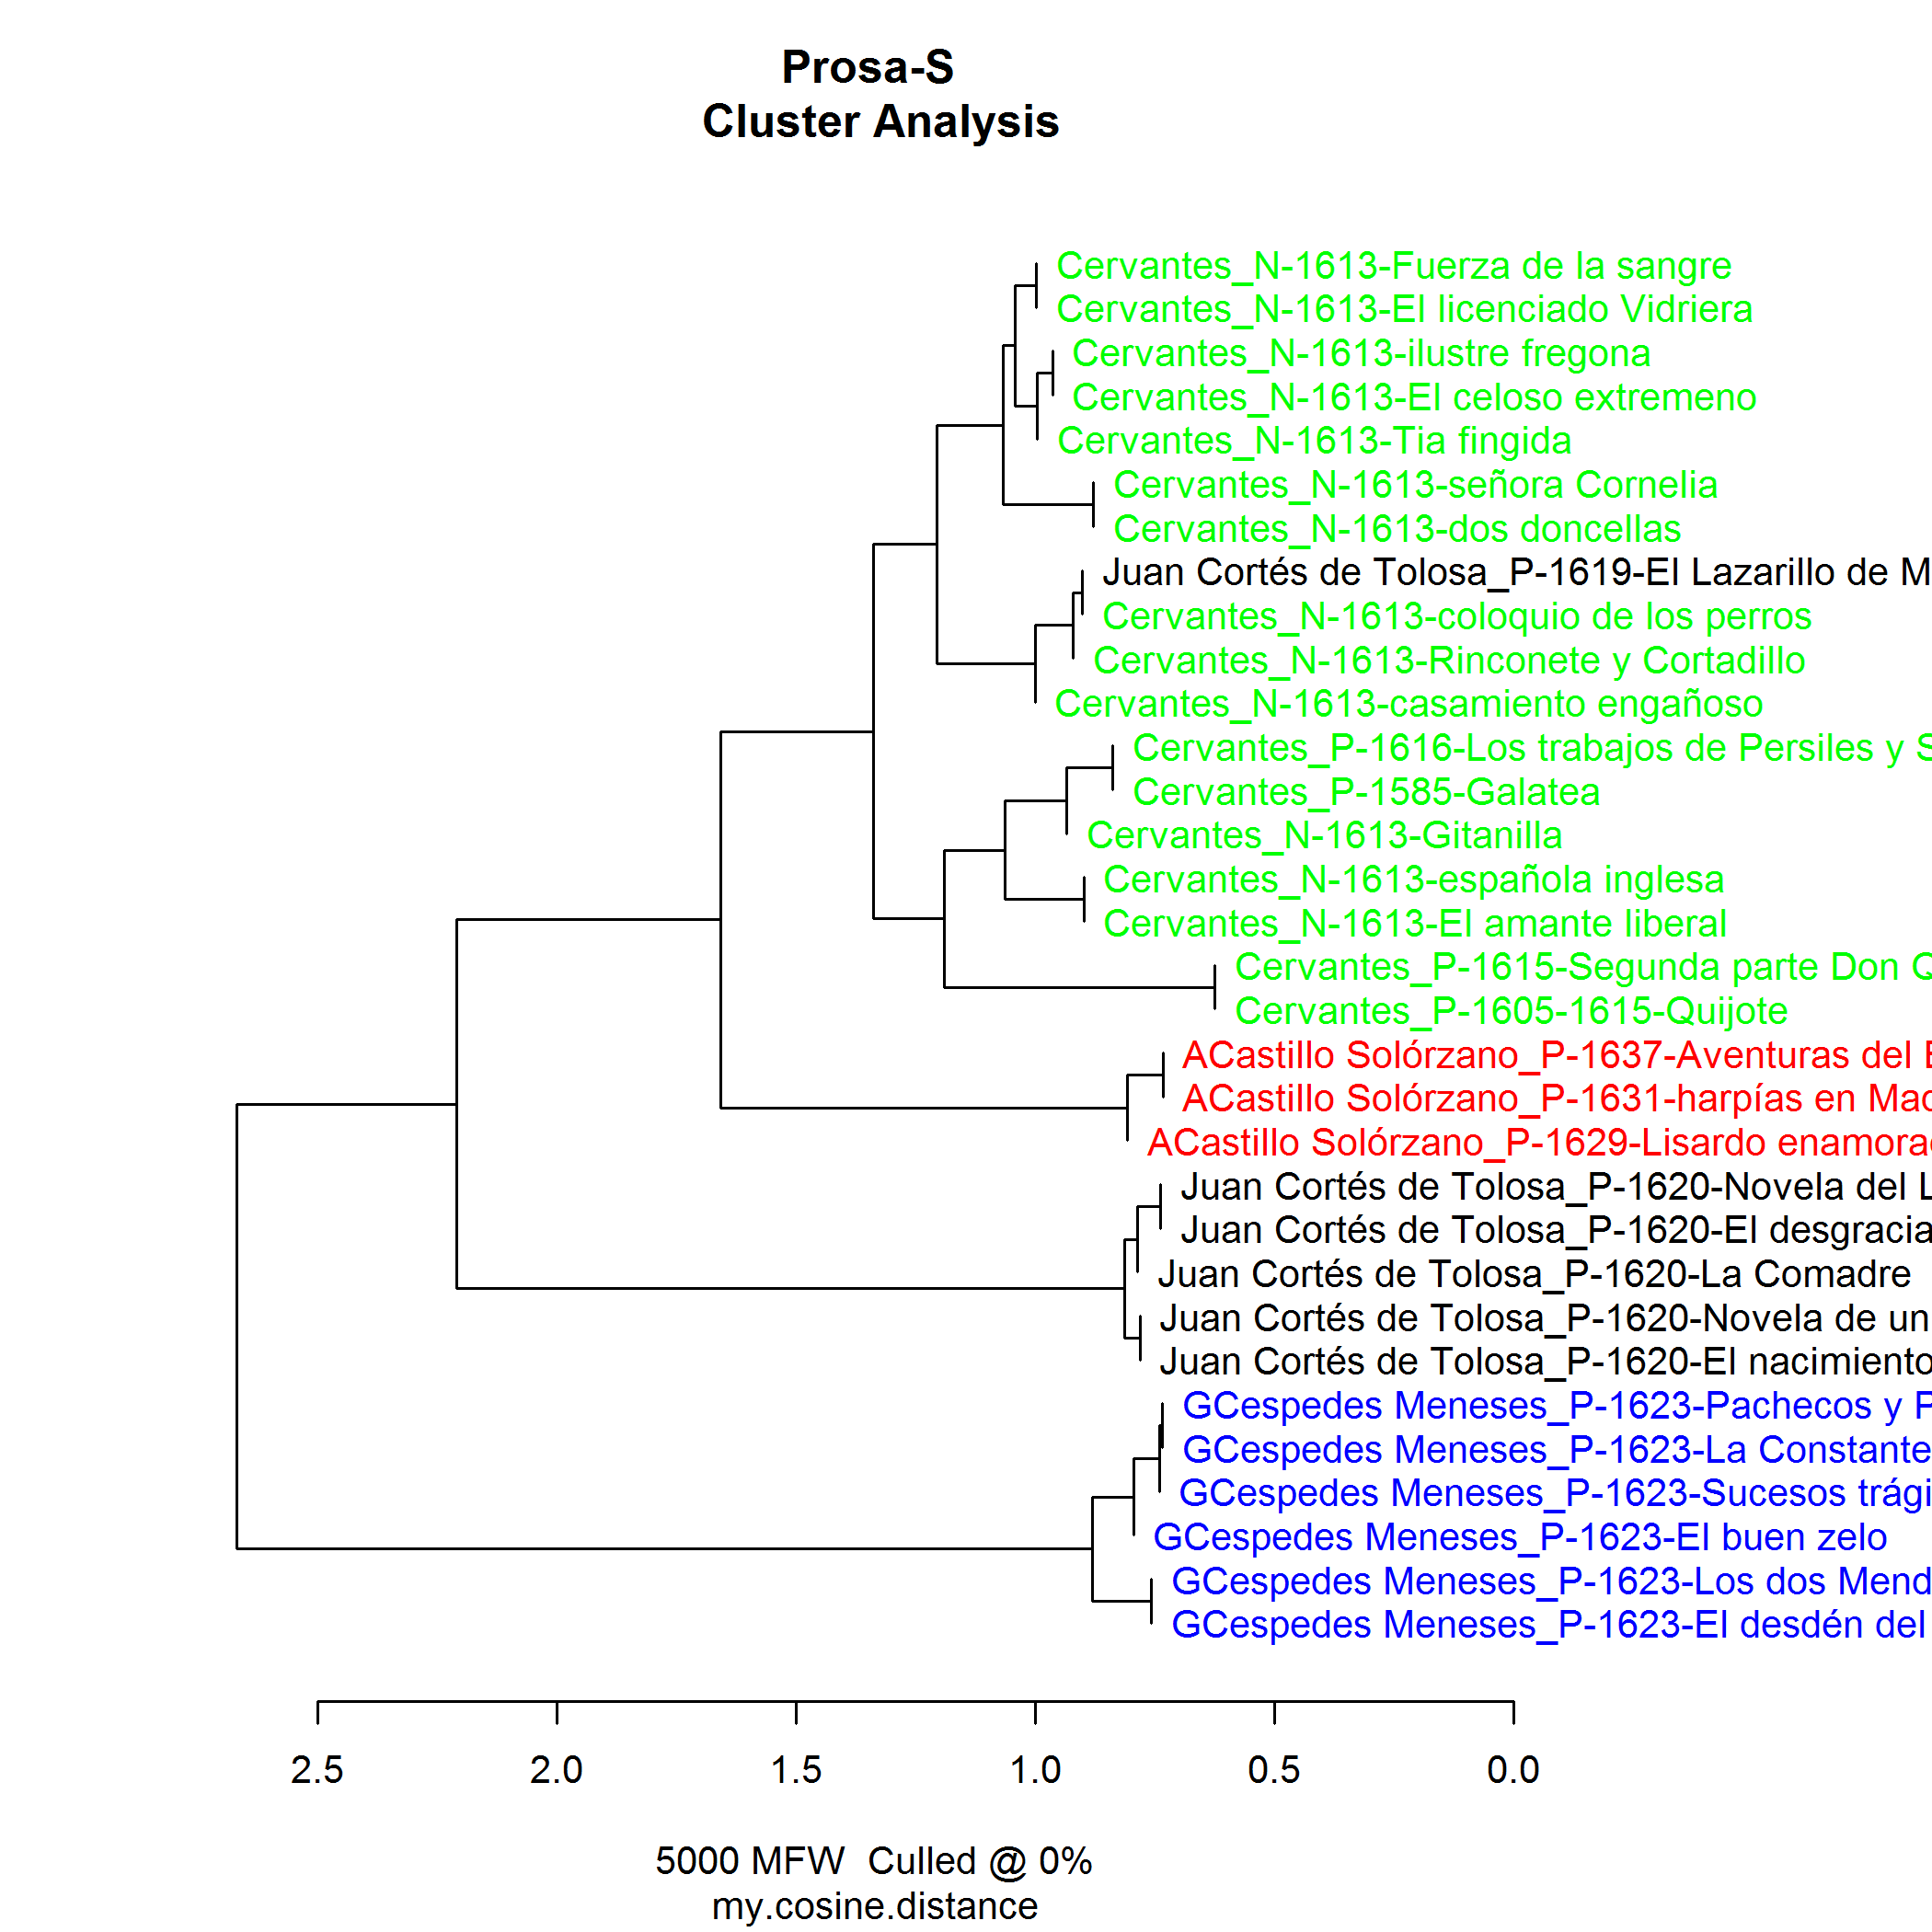 Prosa-S
Cluster Analysis
Cervantes_N-1613-Fuerza de la sangre
Cervantes_N-1613-El licenciado Vidriera
Cervantes_N-1613-ilustre fregona
Cervantes_N-1613-El celoso extremeno
Cervantes_N-1613-Tia fingida
Cervantes_N-1613-señora Cornelia
Cervantes_N-1613-dos doncellas
Juan Cortés de Tolosa_P-1619-El Lazarillo de M
Cervantes_N-1613-coloquio de los perros
Cervantes_N-1613-Rinconete y Cortadillo
Cervantes_N-1613-casamiento engañoso
Cervantes_P-1616-Los trabajos de Persiles y S
Cervantes_P-1585-Galatea
Cervantes_N-1613-Gitanilla
Cervantes_N-1613-española inglesa
Cervantes_N-1613-El amante liberal
Cervantes_P-1615-Segunda parte Don Q
Cervantes_P-1605-1615-Quijote
ACastillo Solórzano_P-1637-Aventuras del
ACastillo Solórzano_P-1631-harpías en Mad
ACastillo Solórzano_P-1629-Lisardo enamorad
Juan Cortés de Tolosa_P-1620-Novela del L
Juan Cortés de Tolosa_P-1620-El desgracia
Juan Cortés de Tolosa_P-1620-La Comadre
Juan Cortés de Tolosa_P-1620-Novela de un
Juan Cortés de Tolosa_P-1620-El nacimiento
GCespedes Meneses_P-1623-Pachecos y P
GCespedes Meneses_P-1623-La Constante
GCespedes Meneses_P-1623-Sucesos trági
GCespedes Meneses_P-1623-El buen zelo
GCespedes Meneses_P-1623-Los dos Mend
GCespedes Meneses_P-1623-El desdén del
2.5 2.0 1.5 1.0 0.5 0.0
5000 MFW  Culled @ 0%
my.cosine.distance